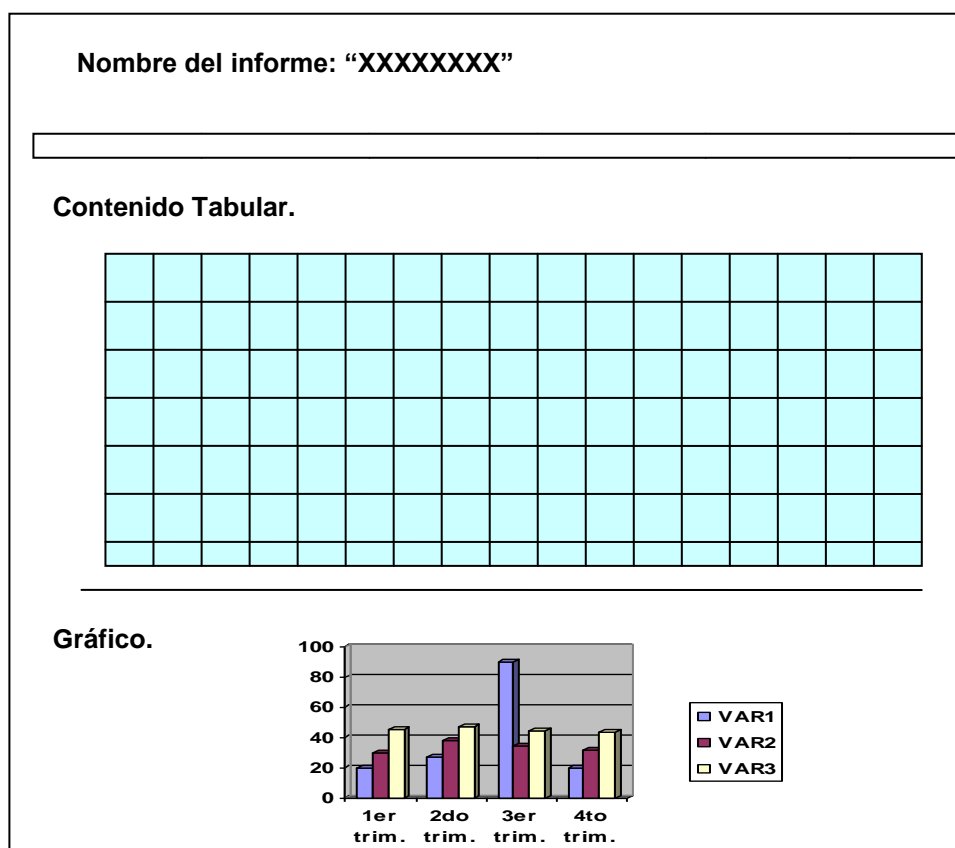 Nombre del informe: “XXXXXXXX”
Contenido Tabular.
Gráfico.
100
80
60
40
20
0
1er trim.
2do trim.
3er trim.
4to trim.
VAR1
VAR2
VAR3